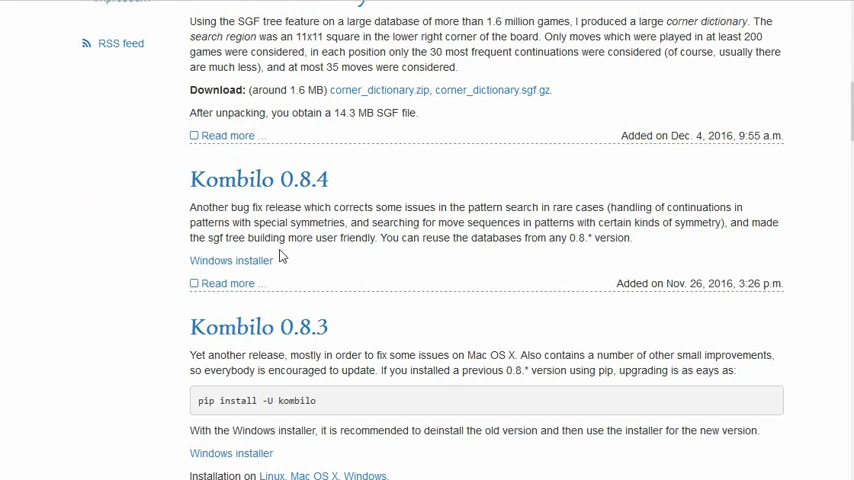 RSS feed
Using the SGF tree feature on a large database of more than 1.6 million games, I produced a large corner dictionary. The
search region was an 11x11 square in the lower right corner of the board. Only moves which were played in at least 200
games were considered, in each position only the 30 most frequent continuations were considered (of course, usually there
are much less), and at most 35 moves were considered.
Download: (around 1.6 MB) corner_dictionary.zip, corner_dictionary.sgf.gz.
After unpacking, you obtain a 14.3 MB SGF file.
Read more ... Added on Dec. 4, 2016, 9:55 a.m.
Kombilo 0.8.4
Another bug fix release which corrects some issues in the pattern search in rare cases (handling of continuations in
patterns with special symmetries, and searching for move sequences in patterns with certain kinds of symmetry), and made
the sgf tree building more user friendly. You can reuse the databases from any 0.8.* version.
Windows installer
Read more ... Added on Nov. 26, 2016, 3:26 p.m.
Kombilo 0.8.3
Yet another release, mostly in order to fix some issues on Mac OS X. Also contains a number of other small improvements,
so everybody is encouraged to update. If you installed a previous 0.8.* version using pip, upgrading is as eays as:
pip install -U kombilo
With the Windows installer, it is recommended to deinstall the old version and then use the installer for the new version.
Windows installer
Installation on Linux, Mac OS X, Windows.